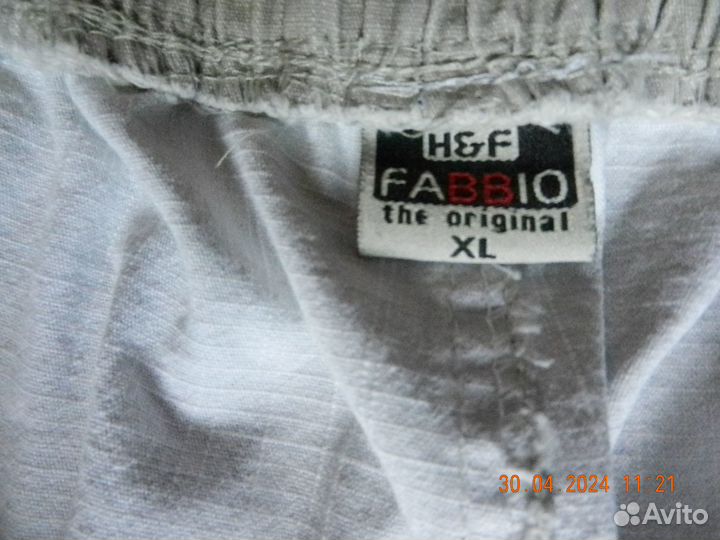 H&F
FABBIO
the original
XL
30.04.2024 11:21
Avito